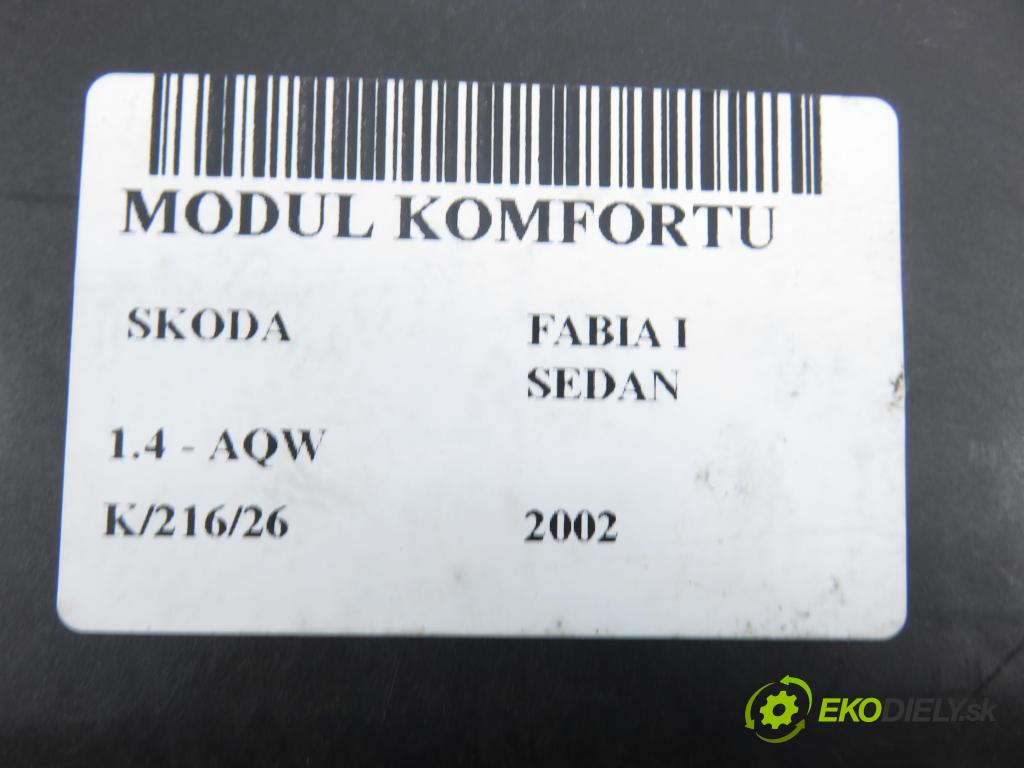 MODUL KOMFORTU
SKODA FABIA I
SEDAN
1.4 - AQW
K/216/26 2002
EKODIELY.sk